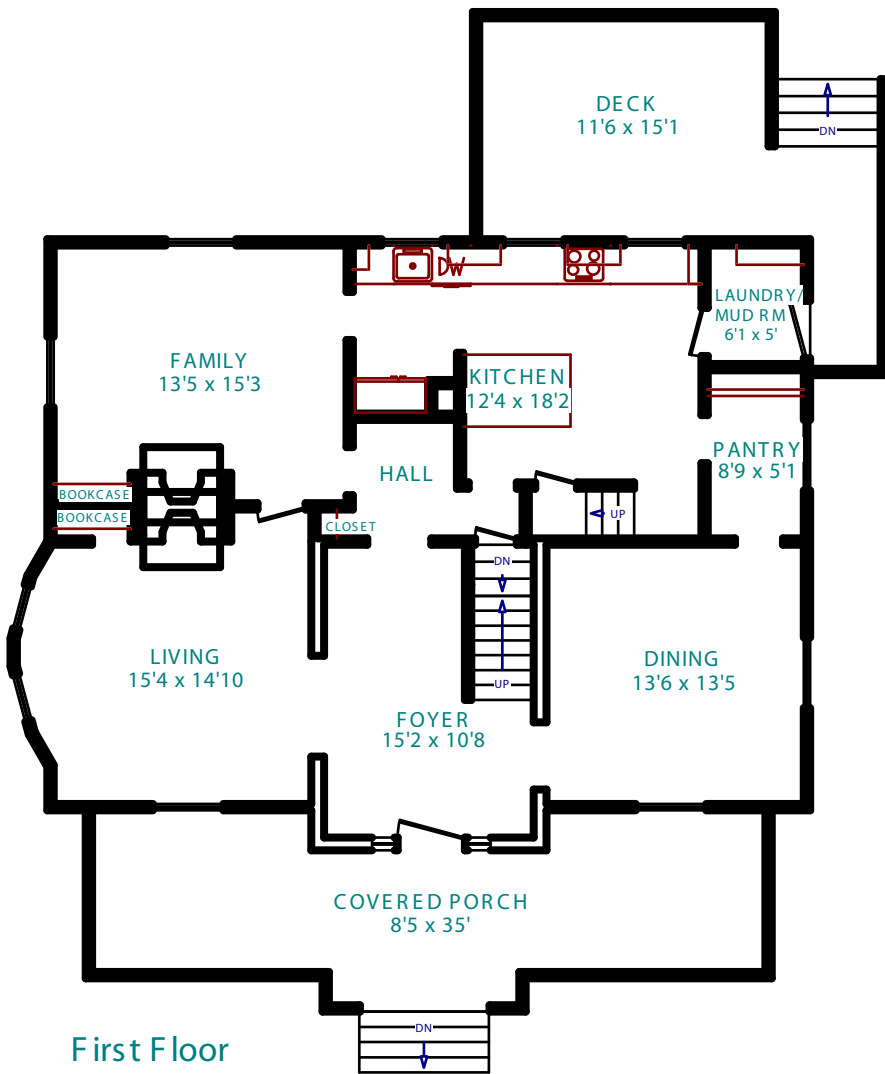 DECK
11'6 x 15'1
DN
DW
LAUNDRY/
MUD RM
6'1 x 5'
FAMILY
13'5 x 15'3
KITCHEN
12'4 x 18'2
PANTRY
8'9 x 5'1
HALL
BOOKCASE
BOOKCASE
CLOSET
UP
DN
LIVING
15'4 x 14'10
DINING
13'6 x 13'5
UP
FOYER
15'2 x 10'8
COVERED PORCH
8'5 x 35'
DN
First Floor